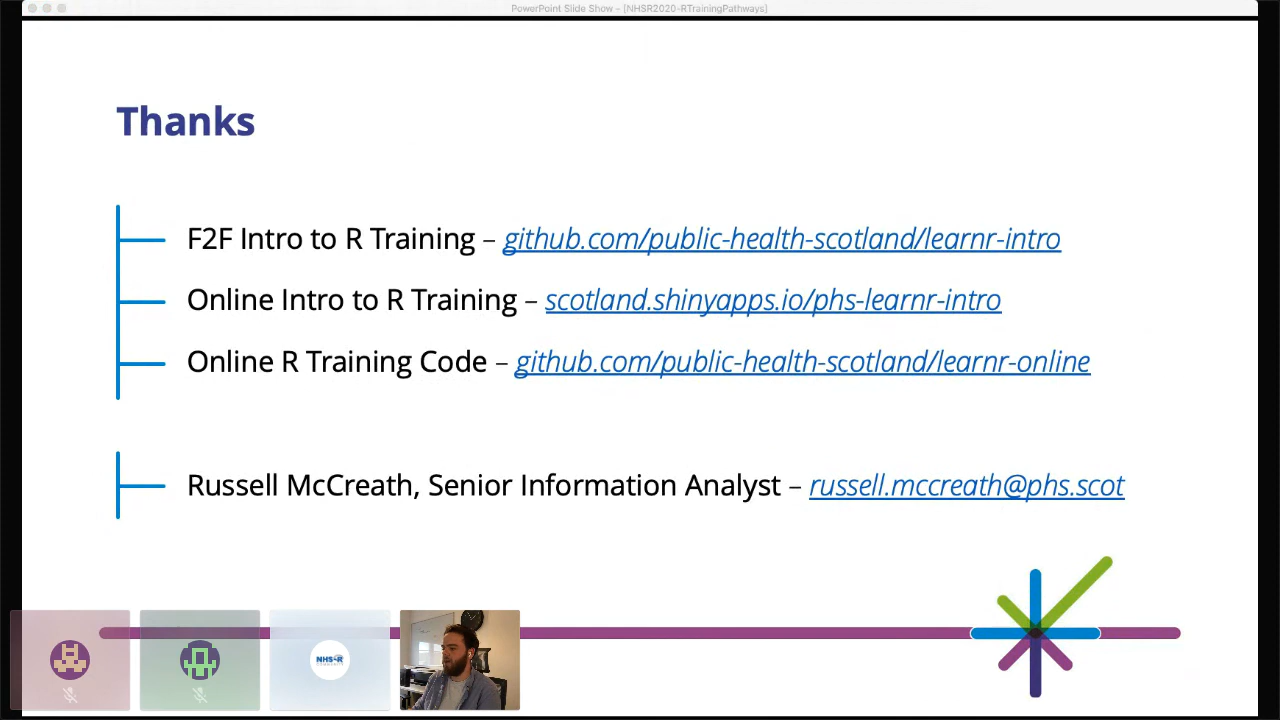 PowerPoint Slide Show - [NHSR2020-RTrainingPathways]
Thanks
F2F Intro to R Training – github.com/public-health-scotland/learnr-intro
Online Intro to R Training – scotland.shinyapps.io/phs-learnr-intro
Online R Training Code – github.com/public-health-scotland/learnr-online
Russell McCreath, Senior Information Analyst – russell.mccreath@phs.scot
NHS-R
COMMUNITY